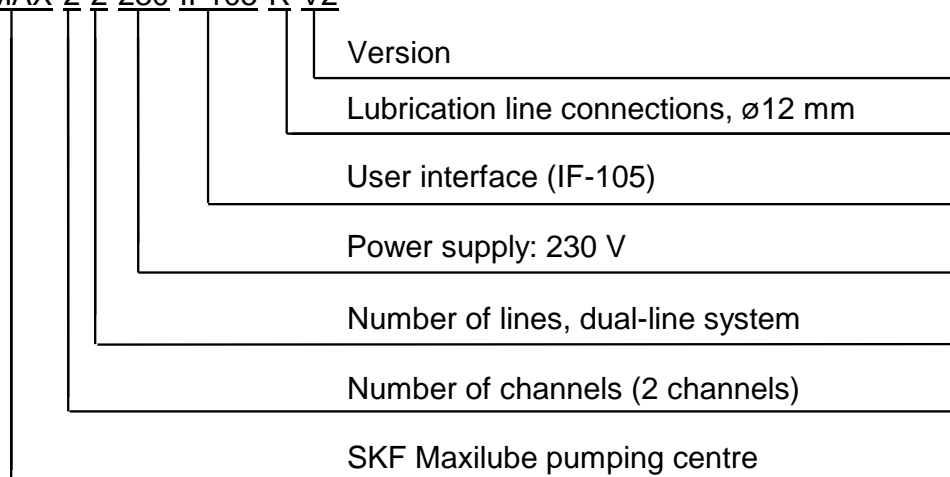 Version
Lubrication line connections, ø12 mm
User interface (IF-105)
Power supply: 230 V
Number of lines, dual-line system
Number of channels (2 channels)
SKF Maxilube pumping centre